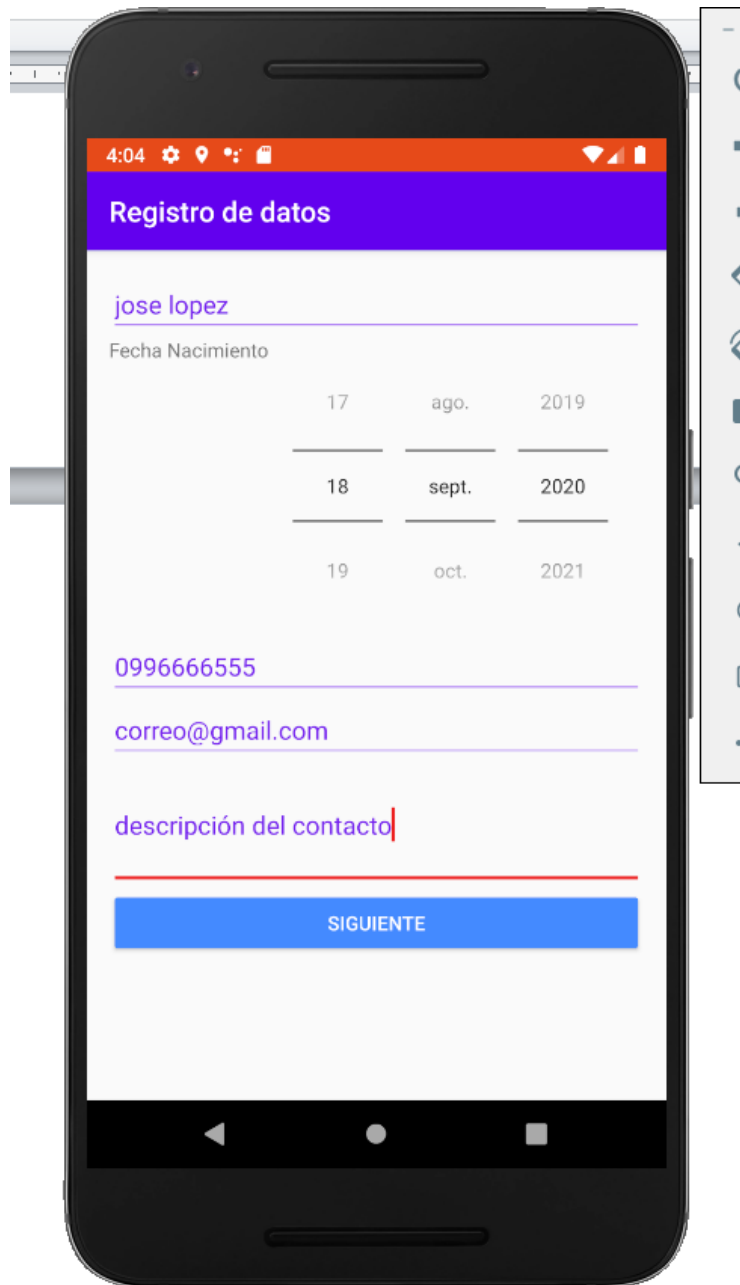 4:04
Registro de datos
jose lopez
Fecha Nacimiento
17 ago. 2019
18 sept. 2020
19 oct. 2021
0996666555
correo@gmail.com
descripción del contacto
SIGUIENTE